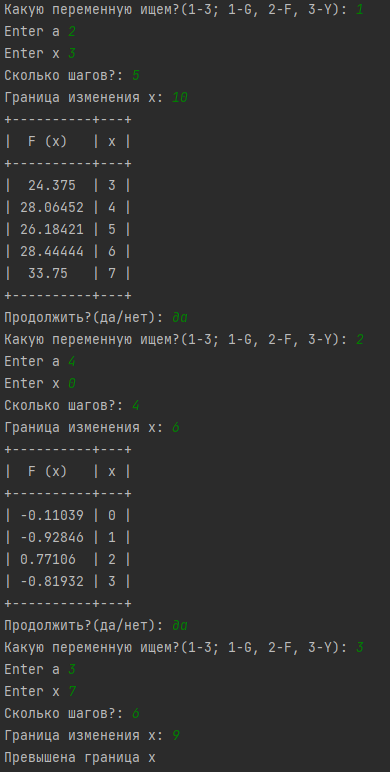 Какую переменную ищем?(1-3; 1-G, 2-F, 3-Y): 1
Enter a 2
Enter x 3
Сколько шагов?: 5
Граница изменения x: 10
+----------+---+
|  F (x)   | x |
+----------+---+
|  24.375  | 3 |
| 28.06452 | 4 |
| 26.18421 | 5 |
| 28.44444 | 6 |
|  33.75   | 7 |
+----------+---+
Продолжить?(да/нет): да
Какую переменную ищем?(1-3; 1-G, 2-F, 3-Y): 2
Enter a 4
Enter x 0
Сколько шагов?: 4
Граница изменения x: 6
+----------+---+
|  F (x)   | x |
+----------+---+
| -0.11039 | 0 |
| -0.92846 | 1 |
| 0.77106  | 2 |
| -0.81932 | 3 |
+----------+---+
Продолжить?(да/нет): да
Какую переменную ищем?(1-3; 1-G, 2-F, 3-Y): 3
Enter a 3
Enter x 7
Сколько шагов?: 6
Граница изменения x: 9
Превышена граница x